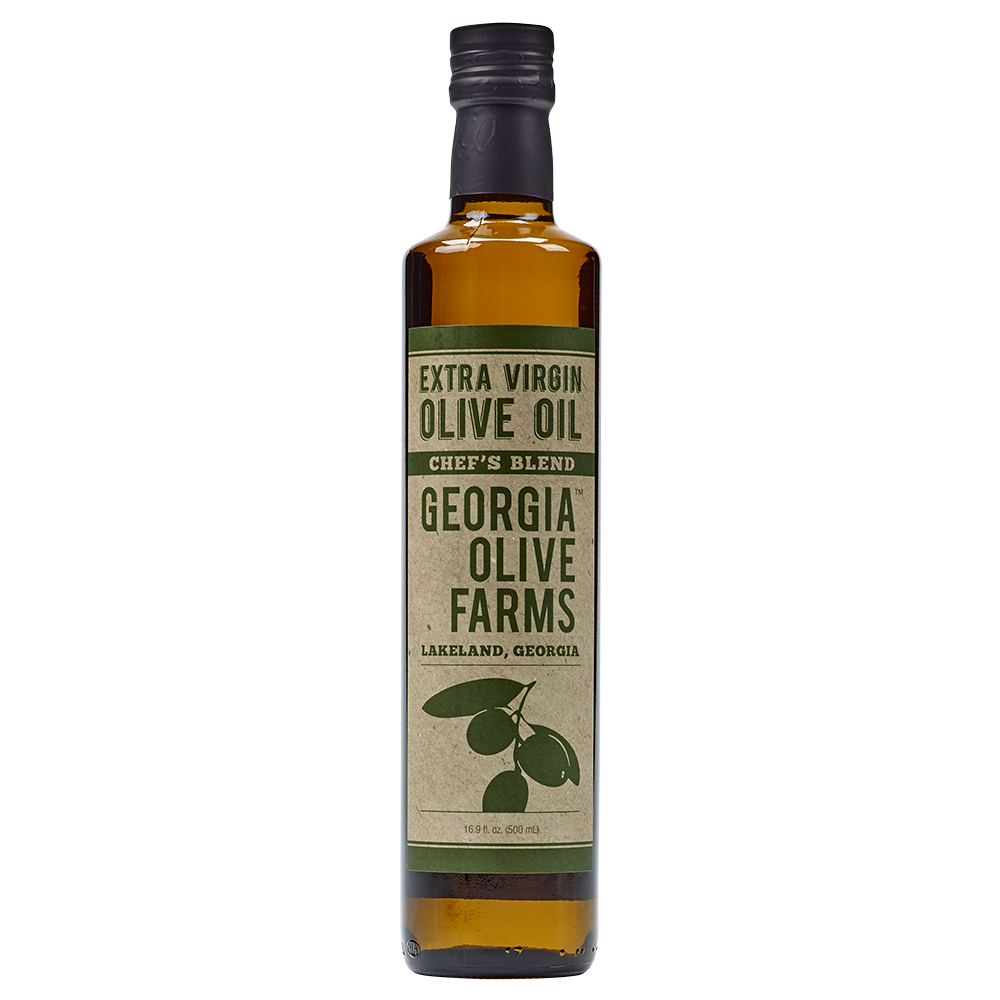 EXTRA VIRGIN
OLIVE OIL
CHEF'S BLEND
GEORGIA™
OLIVE
FARMS
LAKELAND, GEORGIA
16.9 fl. oz. (500 mL)